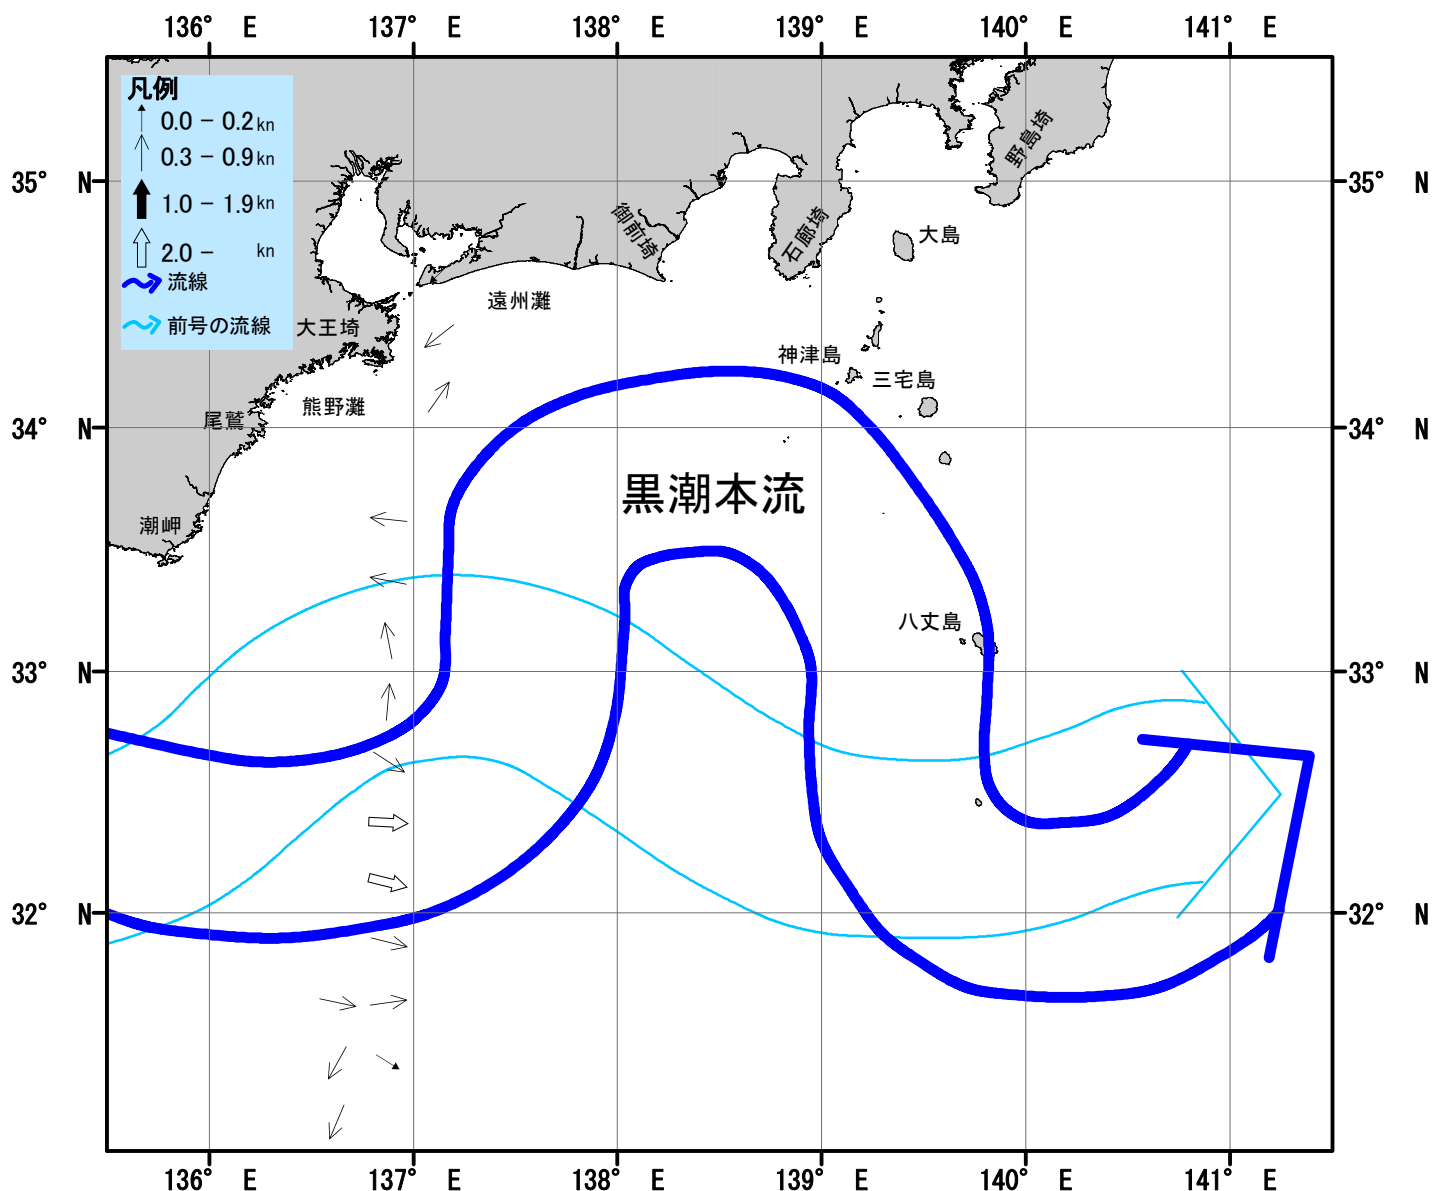 136° E 137° E 138° E 139° E 140° E 141° E
凡例
0.0 - 0.2 kn
0.3 - 0.9 kn
1.0 - 1.9 kn
2.0 - kn
流線
前号の流線
野島埼
35° N
35° N
御前埼
石廊埼
大島
遠州灘
大王埼
神津島
三宅島
熊野灘
尾鷲
34° N
34° N
黒潮本流
潮岬
八丈島
33° N
33° N
32° N
32° N
136° E 137° E 138° E 139° E 140° E 141° E